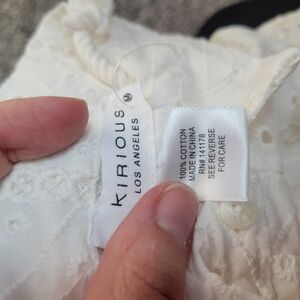 KIRIOUS
LOS ANGELES
M
100% COTTON
MADE IN CHINA
RN# 141178
SEE REVERSE
FOR CARE